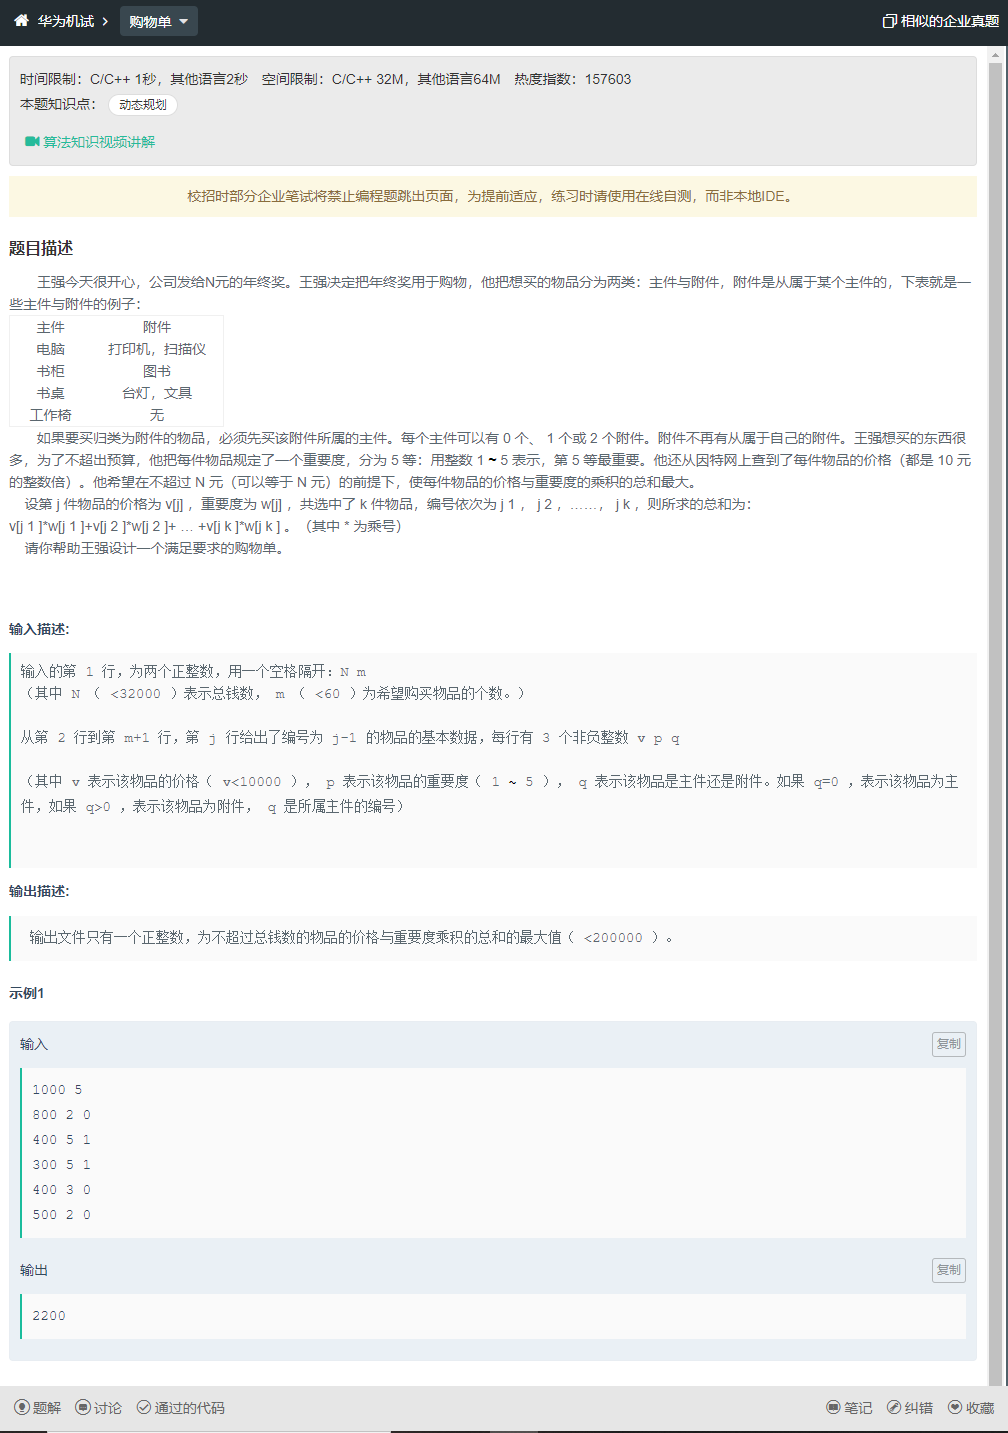 华为机试 > 购物单 相似的企业真题
时间限制：C/C++ 1秒，其他语言2秒 空间限制：C/C++ 32M，其他语言64M 热度指数：157603
本题知识点： 动态规划
算法知识视频讲解
校招时部分企业笔试将禁止编程题跳出页面，为提前适应，练习时请使用在线自测，而非本地IDE。
题目描述
王强今天很开心，公司发给N元的年终奖。王强决定把年终奖用于购物，他把想买的物品分为两类：主件与附件，附件是从属于某个主件的，下表就是一
些主件与附件的例子：
主件 附件
电脑 打印机，扫描仪
书柜 图书
书桌 台灯，文具
工作椅 无
如果要买归类为附件的物品，必须先买该附件所属的主件。每个主件可以有 0 个、 1 个或 2 个附件。附件不再有从属于自己的附件。王强想买的东西很
多，为了不超出预算，他把每件物品规定了一个重要度，分为 5 等：用整数 1 ~ 5 表示，第 5 等最重要。他还从因特网上查到了每件物品的价格（都是 10 元
的整数倍）。他希望在不超过 N 元（可以等于 N 元）的前提下，使每件物品的价格与重要度的乘积的总和最大。
设第 j 件物品的价格为 v[j] ，重要度为 w[j] ，共选中了 k 件物品，编号依次为 j 1 ， j 2 ，……， j k ，则所求的总和为：
v[j 1 ]*w[j 1 ]+v[j 2 ]*w[j 2 ]+ … +v[j k ]*w[j k ] 。（其中 * 为乘号）
请你帮助王强设计一个满足要求的购物单。
输入描述:
输入的第 1 行，为两个正整数，用一个空格隔开：N m
（其中 N （ <32000 ）表示总钱数， m （ <60 ）为希望购买物品的个数。）
从第 2 行到第 m+1 行，第 j 行给出了编号为 j-1 的物品的基本数据，每行有 3 个非负整数 v p q
（其中 v 表示该物品的价格（ v<10000 ）， p 表示该物品的重要度（ 1 ~ 5 ）， q 表示该物品是主件还是附件。如果 q=0 ，表示该物品为主
件，如果 q>0 ，表示该物品为附件， q 是所属主件的编号）
输出描述:
输出文件只有一个正整数，为不超过总钱数的物品的价格与重要度乘积的总和的最大值（ <200000 ）。
示例1
输入 复制
1000 5
800 2 0
400 5 1
300 5 1
400 3 0
500 2 0
输出 复制
2200
题解 讨论 通过的代码 笔记 纠错 收藏